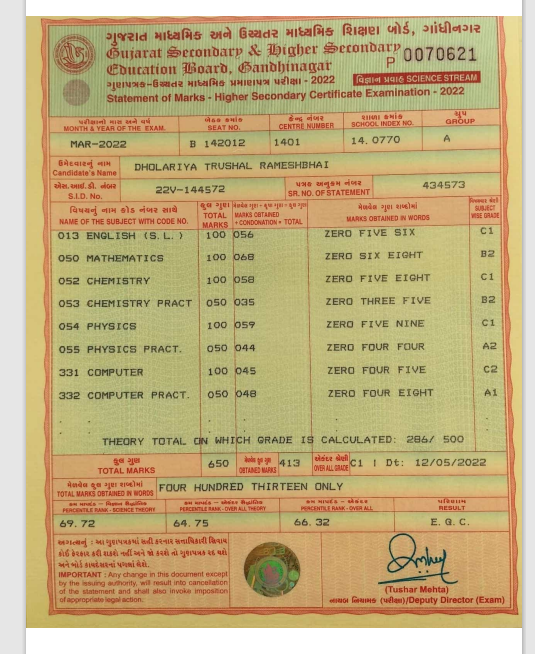 ગુજરાત માધ્યમિક અને ઉચ્ચતર માધ્યમિક શિક્ષણ બોર્ડ, ગાંધીનગર
Gujarat Secondary & Higher Secondary
Education Board, Gandhinagar
P 0070621
ગુણપત્રક-ઉચ્ચતર માધ્યમિક પ્રમાણપત્ર પરીક્ષા - 2022
વિજ્ઞાન પ્રવાહ SCIENCE STREAM
Statement of Marks - Higher Secondary Certificate Examination - 2022
પરીક્ષાનો માસ અને વર્ષ બેઠક ક્રમાંક કેન્દ્ર નંબર શાળા ક્રમાંક ગ્રુપ
MONTH & YEAR OF THE EXAM. SEAT NO. CENTRE NUMBER SCHOOL INDEX NO. GROUP
MAR-2022 B 142012 1401 14.0770 A
ઉમેદવારનું નામ
Candidate's Name DHOLARIYA TRUSHAL RAMESHBHAI
એસ.આઈ.ડી. નંબર પત્રક અનુક્રમ નંબર
S.I.D. No. 22V-144572 SR. NO. OF STATEMENT 434573
વિષયનું નામ કોડ નંબર સાથે કુલ ગુણ મેળવેલ ગુણ + કૃપા ગુણ = કુલ ગુણ મેળવેલ ગુણ શબ્દોમાં
NAME OF THE SUBJECT WITH CODE NO. TOTAL MARKS MARKS OBTAINED + CONDONATION = TOTAL MARKS OBTAINED IN WORDS SUBJECT WISE GRADE
013 ENGLISH (S.L.) 100 056 ZERO FIVE SIX C1
050 MATHEMATICS 100 068 ZERO SIX EIGHT B2
052 CHEMISTRY 100 058 ZERO FIVE EIGHT C1
053 CHEMISTRY PRACT 050 035 ZERO THREE FIVE B2
054 PHYSICS 100 059 ZERO FIVE NINE C1
055 PHYSICS PRACT. 050 044 ZERO FOUR FOUR A2
331 COMPUTER 100 045 ZERO FOUR FIVE C2
332 COMPUTER PRACT. 050 048 ZERO FOUR EIGHT A1
THEORY TOTAL ON WHICH GRADE IS CALCULATED: 286/ 500
કુલ ગુણ
TOTAL MARKS 650 મેળવેલ કુલ ગુણ OBTAINED MARKS 413 એકંદર શ્રેણી OVER ALL GRADE C1 | Dt: 12/05/2022
મેળવેલ કુલ ગુણ શબ્દોમાં
TOTAL MARKS OBTAINED IN WORDS FOUR HUNDRED THIRTEEN ONLY
પરિણામ
PERCENTILE RANK - SCIENCE THEORY PERCENTILE RANK - OVER ALL THEORY PERCENTILE RANK - OVER ALL RESULT
69.72 64.75 66.32 E.Q.C.
અગત્યનું : આ ગુણપત્રકમાં સહી કરનાર સત્તાધિકારી સિવાય
કોઈ ફેરફાર કરી શકશે નહીં અને જો કરશે તો ગુણપત્રક રદ થશે
અને બોર્ડ કાયદેસરનાં પગલાં લેશે.
IMPORTANT : Any change in this document except
by the issuing authority, will result into cancellation
of the statement and shall also invoke imposition
of appropriate legal action.
(Tushar Mehta)
નાયબ નિયામક (પરીક્ષા)/Deputy Director (Exam)